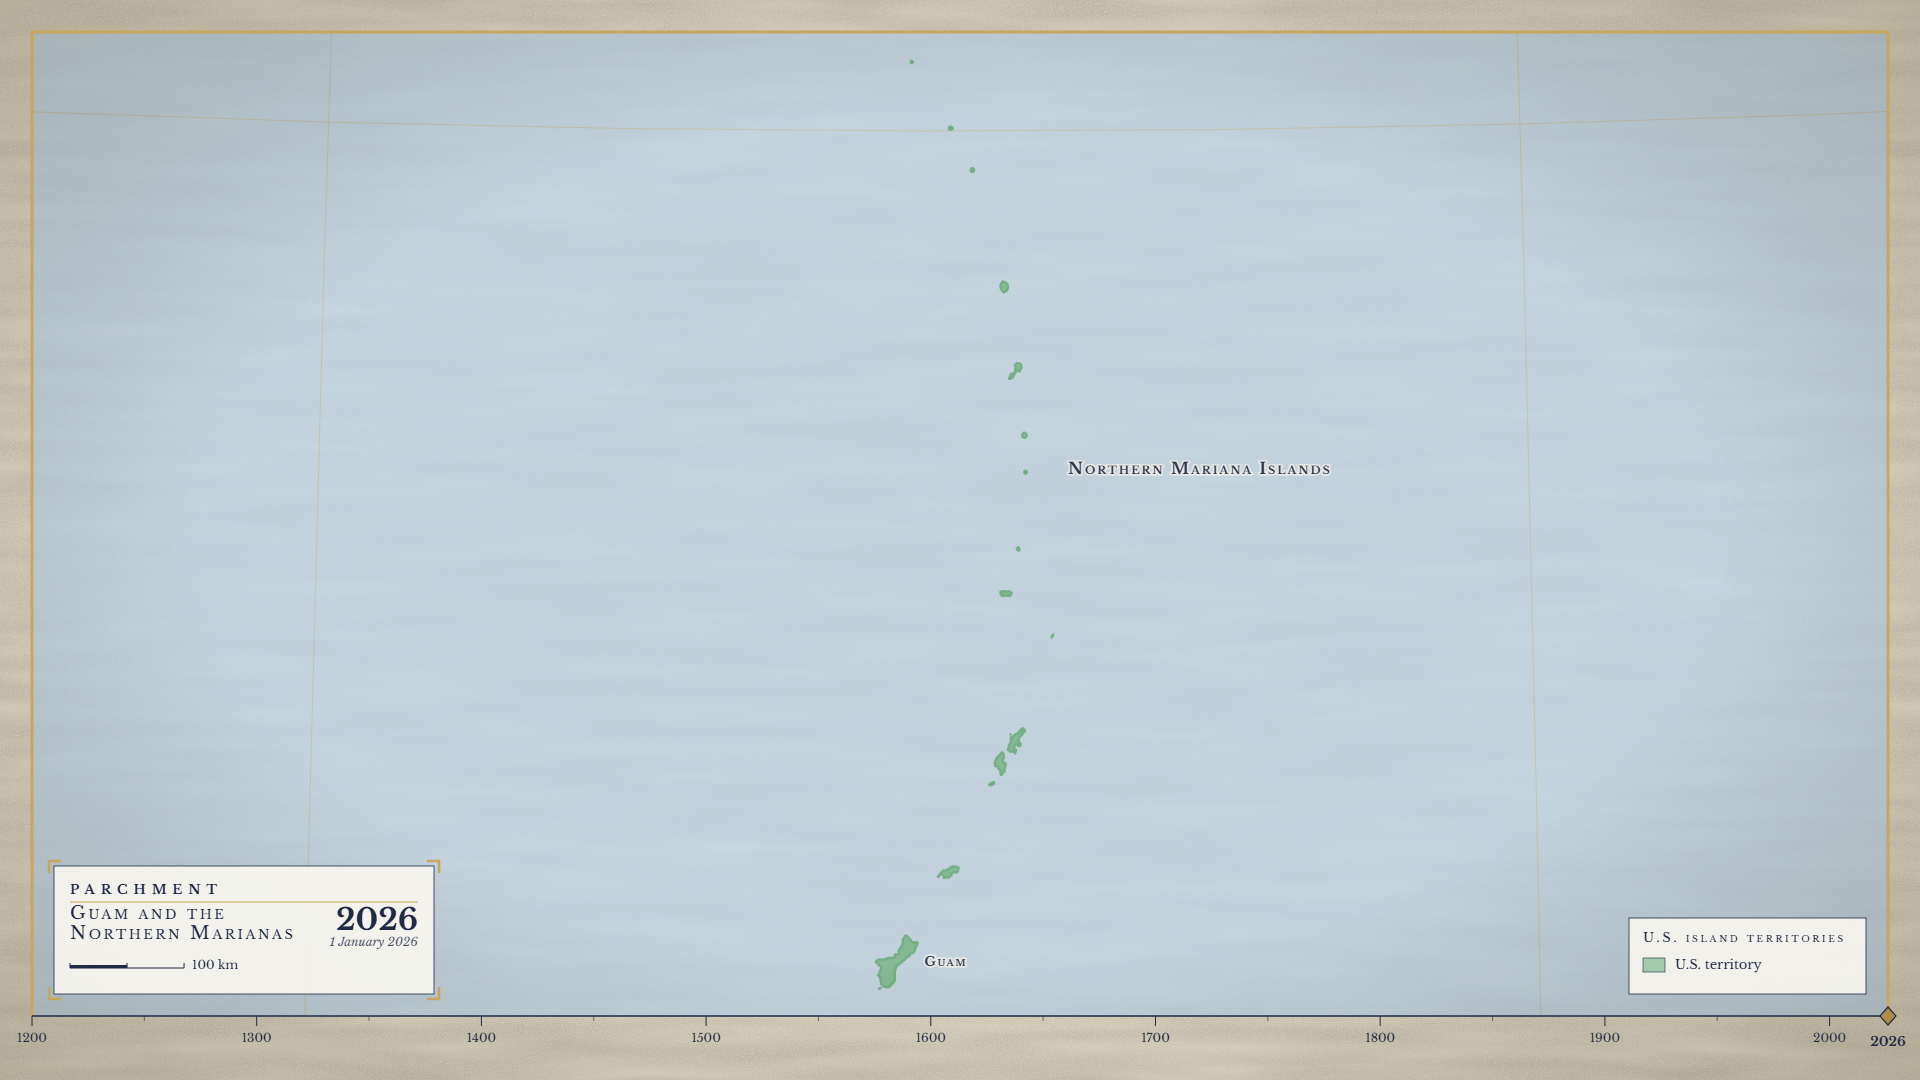 Northern Mariana Islands
Guam
PARCHMENT
Guam and the
Northern Marianas
2026
1 January 2026
100 km
U.S. island territories
U.S. territory
1200 1300 1400 1500 1600 1700 1800 1900 2000 2026